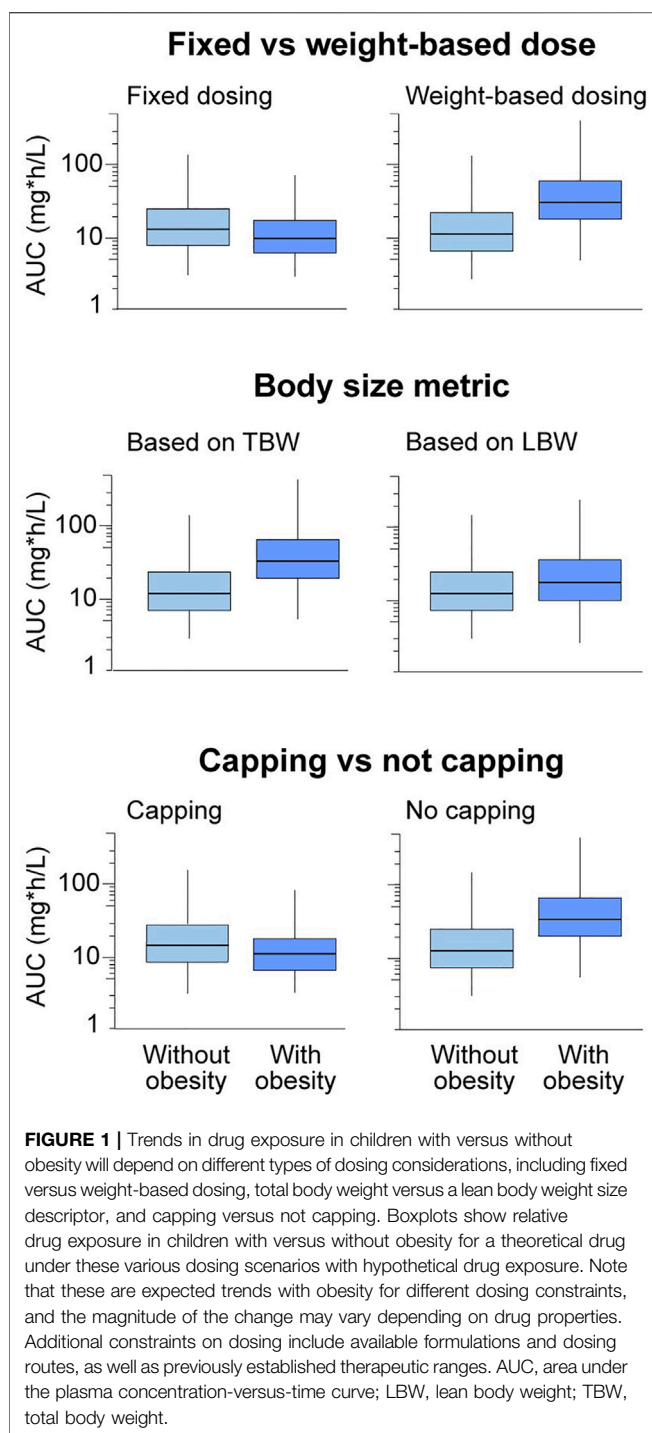 Fixed vs weight-based dose
Fixed dosing
Weight-based dosing
AUC (mg*h/L)
100
10
1
Body size metric
Based on TBW
Based on LBW
AUC (mg*h/L)
100
10
1
Capping vs not capping
Capping
No capping
AUC (mg*h/L)
100
10
1
Without obesity
With obesity
Without obesity
With obesity
FIGURE 1 | Trends in drug exposure in children with versus without
obesity will depend on different types of dosing considerations, including fixed
versus weight-based dosing, total body weight versus a lean body weight size
descriptor, and capping versus not capping. Boxplots show relative
drug exposure in children with versus without obesity for a theoretical drug
under these various dosing scenarios with hypothetical drug exposure. Note
that these are expected trends with obesity for different dosing constraints,
and the magnitude of the change may vary depending on drug properties.
Additional constraints on dosing include available formulations and dosing
routes, as well as previously established therapeutic ranges. AUC, area under
the plasma concentration-versus-time curve; LBW, lean body weight; TBW,
total body weight.